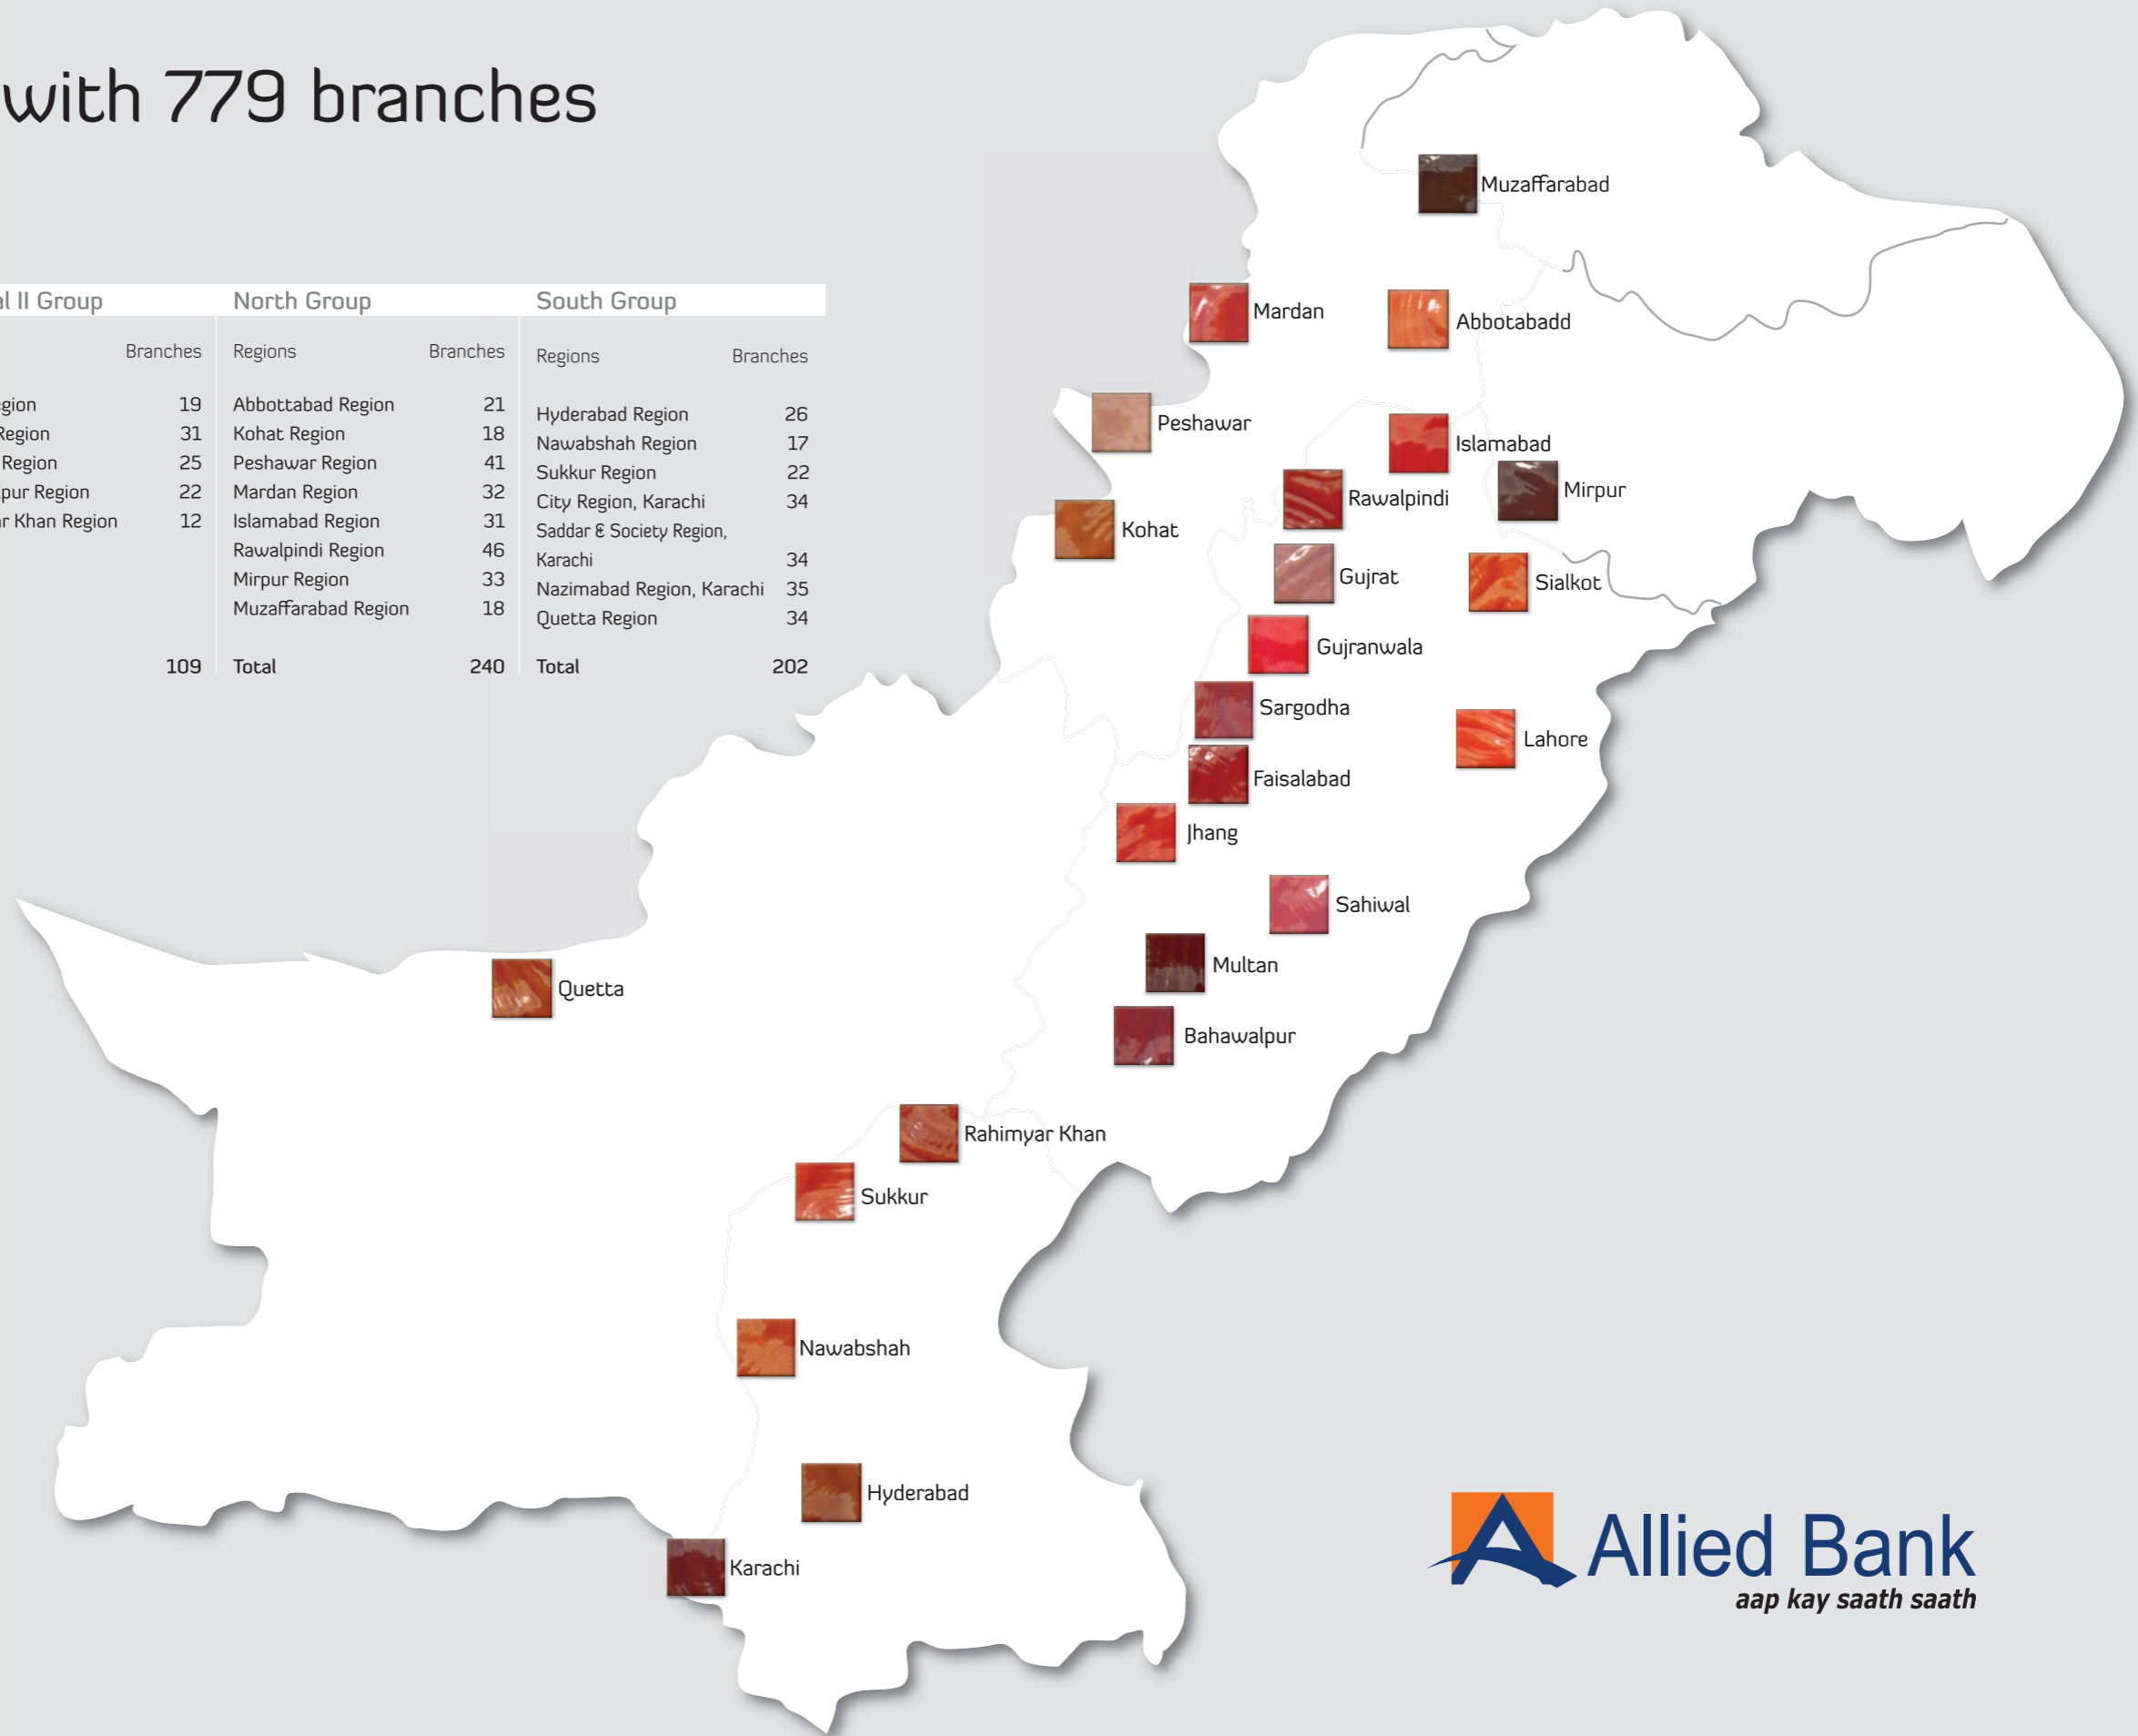 with 779 branches
al II Group North Group South Group
Branches Regions Branches Regions Branches
gion 19 Abbottabad Region 21 Hyderabad Region 26
Region 31 Kohat Region 18 Nawabshah Region 17
Region 25 Peshawar Region 41 Sukkur Region 22
pur Region 22 Mardan Region 32 City Region, Karachi 34
r Khan Region 12 Islamabad Region 31 Saddar & Society Region,
Rawalpindi Region 46 Karachi 34
Mirpur Region 33 Nazimabad Region, Karachi 35
Muzaffarabad Region 18 Quetta Region 34
109 Total 240 Total 202
Muzaffarabad
Mardan
Abbotabadd
Peshawar
Islamabad
Mirpur
Rawalpindi
Kohat
Gujrat
Sialkot
Gujranwala
Sargodha
Lahore
Faisalabad
Jhang
Sahiwal
Multan
Quetta
Bahawalpur
Rahimyar Khan
Sukkur
Nawabshah
Hyderabad
Karachi
Allied Bank
aap kay saath saath